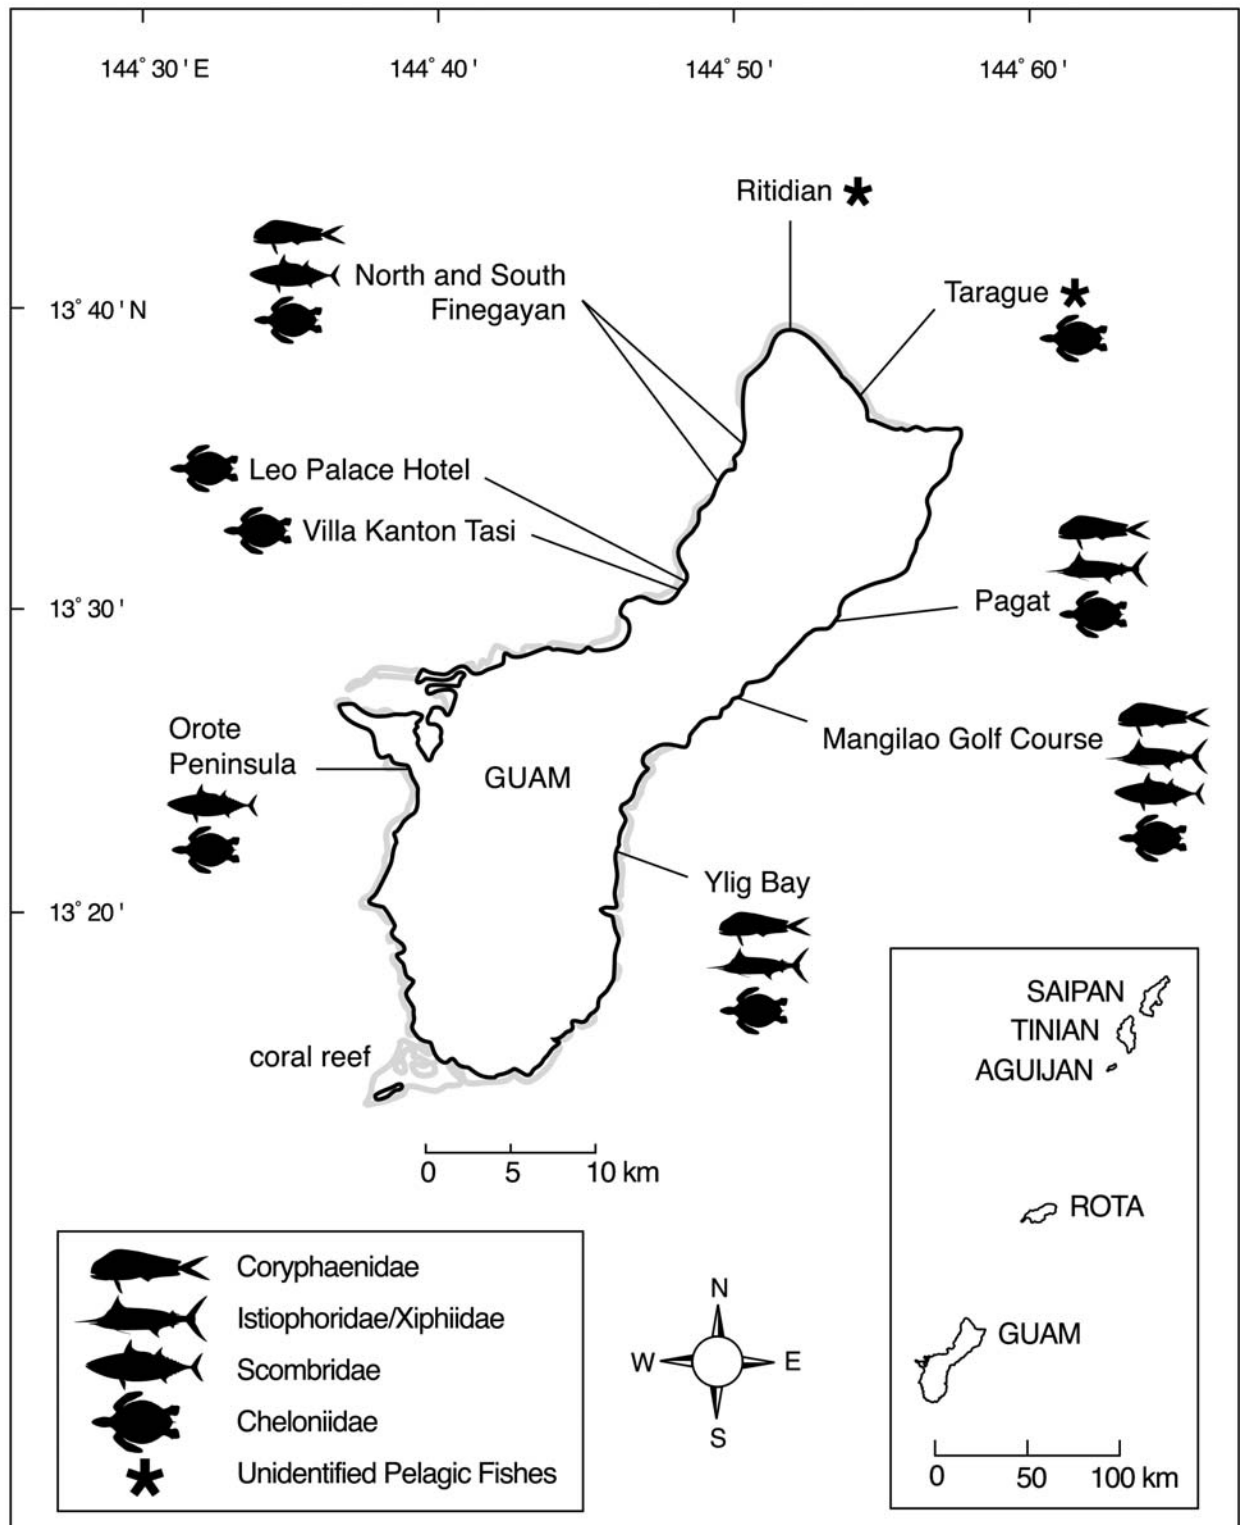 144° 30' E
144° 40'
144° 50'
144° 60'
Ritidian *
North and South
Finegayan
Tarague *
13° 40' N
Leo Palace Hotel
Villa Kanton Tasi
13° 30'
Pagat
Orote
Peninsula
Mangilao Golf Course
GUAM
Ylig Bay
13° 20'
coral reef
0 5 10 km
SAIPAN
TINIAN
AGUIJAN
ROTA
GUAM
0 50 100 km
Coryphaenidae
Istiophoridae/Xiphiidae
Scombridae
Cheloniidae
* Unidentified Pelagic Fishes
N
W E
S